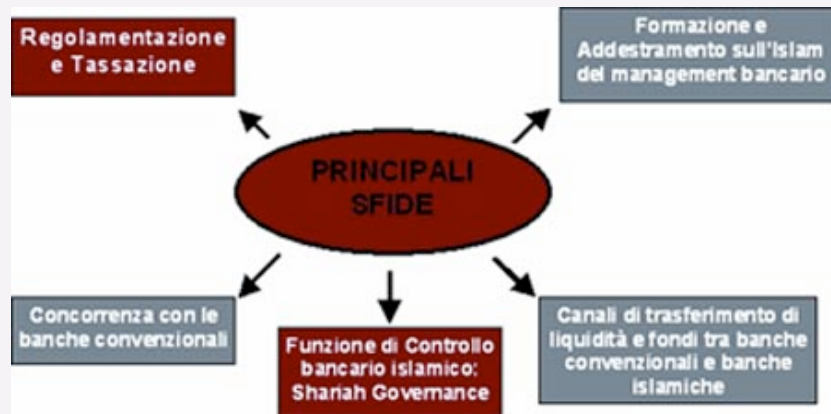 Regolamentazione
e Tassazione
Formazione e
Addestramento sull'Islam
del management bancario
PRINCIPALI
SFIDE
Concorrenza con le
banche convenzionali
Funzione di Controllo
bancario islamico:
Shariah Governance
Canali di trasferimento di
liquidità e fondi tra banche
convenzionali e banche
islamiche